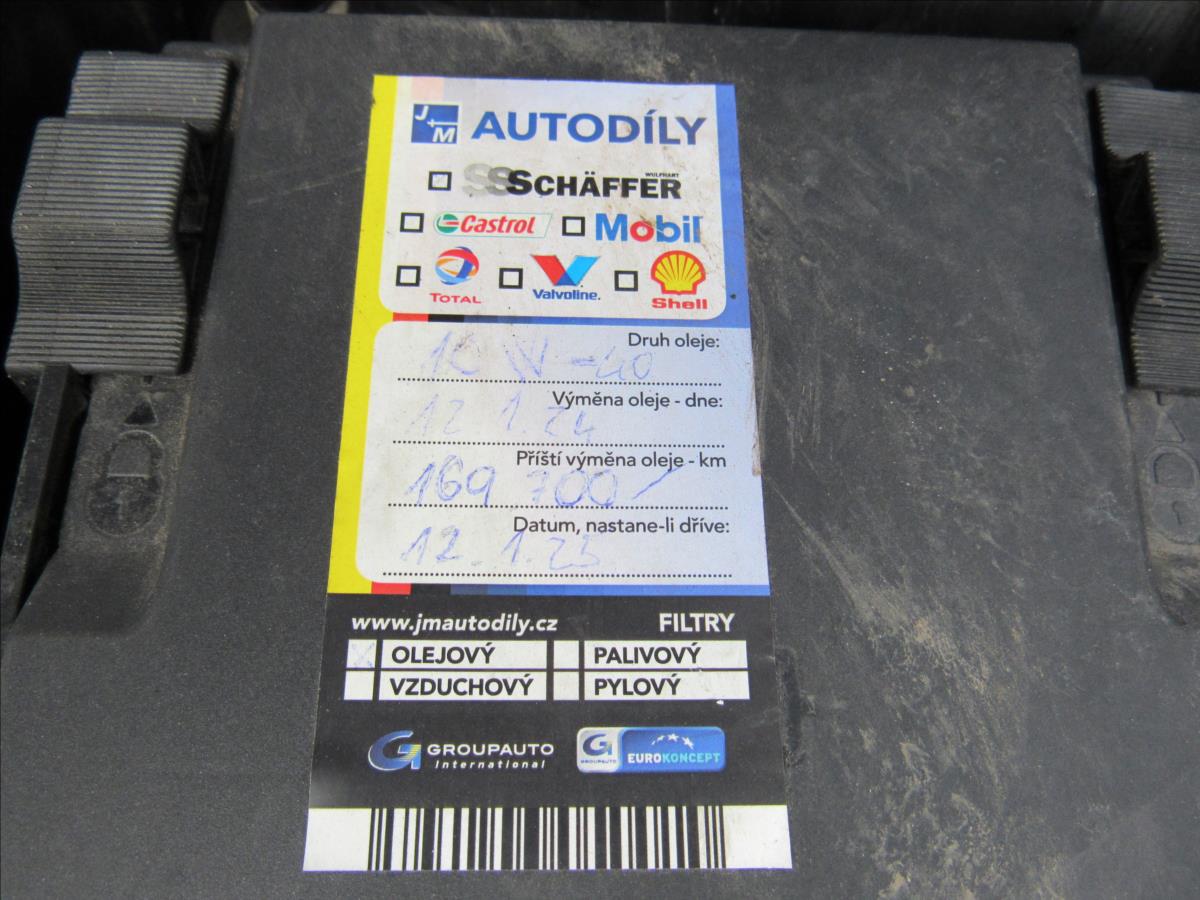 J+M AUTODÍLY
SCHÄFFER WULFHART
Castrol Mobil
TOTAL Valvoline. Shell
Druh oleje:
10 W-40
Výměna oleje - dne:
12 1.24
Příští výměna oleje - km
169 700/
Datum, nastane-li dříve:
12.1.25
www.jmautodily.cz FILTRY
X OLEJOVÝ PALIVOVÝ
VZDUCHOVÝ PYLOVÝ
G GROUPAUTO International
G GROUPAUTO EUROKONCEPT